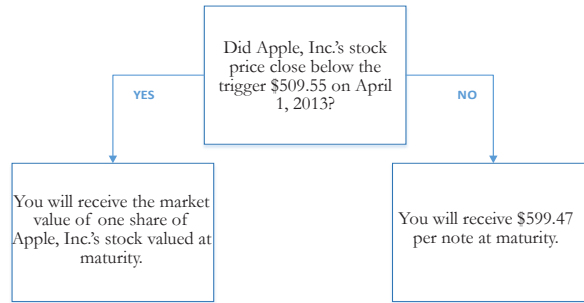 Did Apple, Inc.'s stock
price close below the
trigger $509.55 on April
1, 2013?
YES
NO
You will receive the market
value of one share of
Apple, Inc.'s stock valued at
maturity.
You will receive $599.47
per note at maturity.